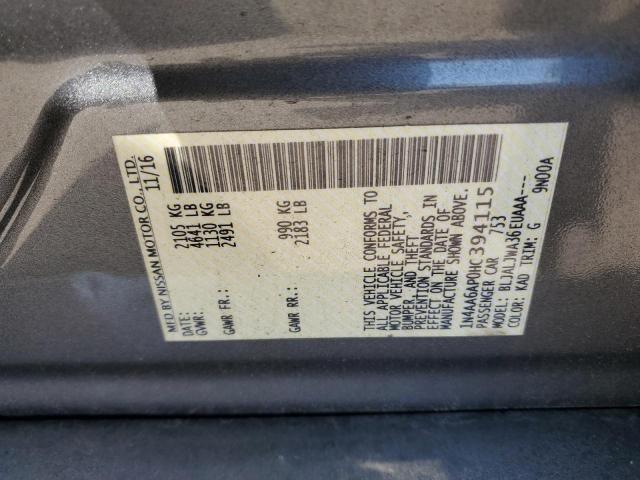 MFD BY NISSAN MOTOR CO., LTD.
DATE: 11/16
GVWR: 2105 KG
4641 LB
GAWR FR: 1130 KG
2491 LB
GAWR RR: 990 KG
2183 LB
THIS VEHICLE CONFORMS TO
ALL APPLICABLE FEDERAL
MOTOR VEHICLE SAFETY,
BUMPER, AND THEFT
PREVENTION STANDARDS IN
EFFECT ON THE DATE OF
MANUFACTURE SHOWN ABOVE.
1N4AA6AP0HC394115
PASSENGER CAR 753
MODEL: BLJALJWA36EUAAA---
COLOR: KAD TRIM: G 9N00A